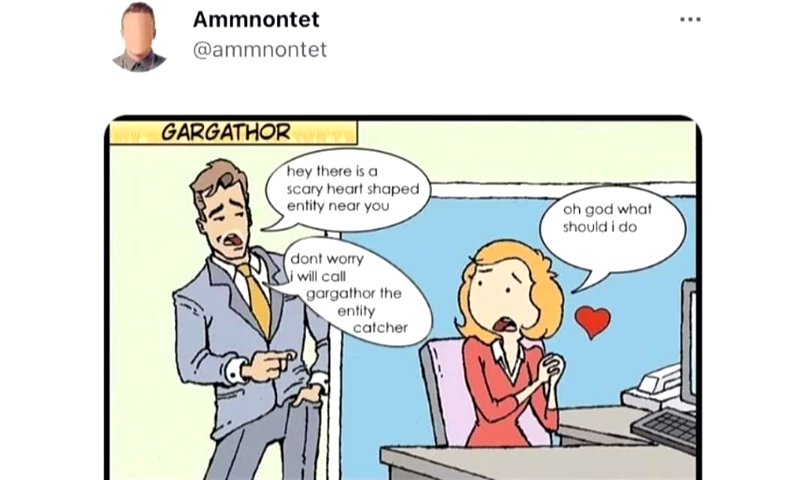 Ammnontet
@ammnontet
GARGATHOR
hey there is a
scary heart shaped
entity near you
dont worry
i will call
gargathor the
entity
catcher
oh god what
should i do